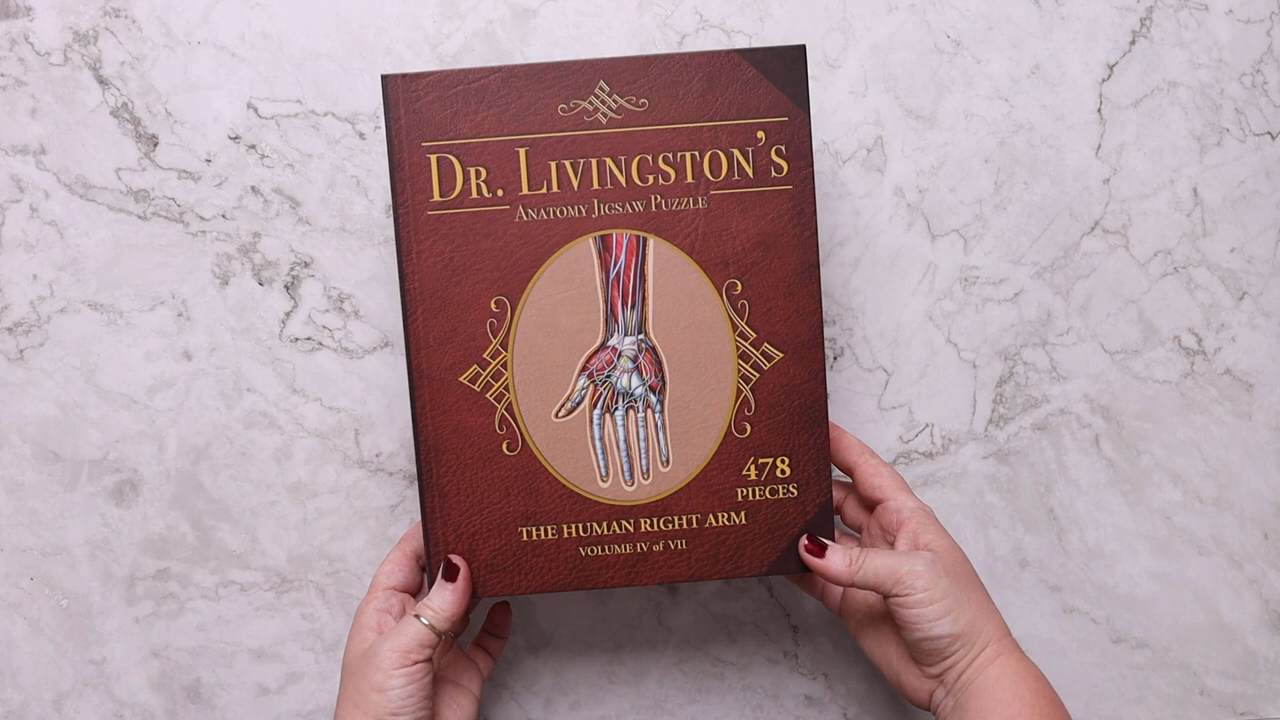 DR. LIVINGSTON'S
ANATOMY JIGSAW PUZZLE
478
PIECES
THE HUMAN RIGHT ARM
VOLUME IV of VII